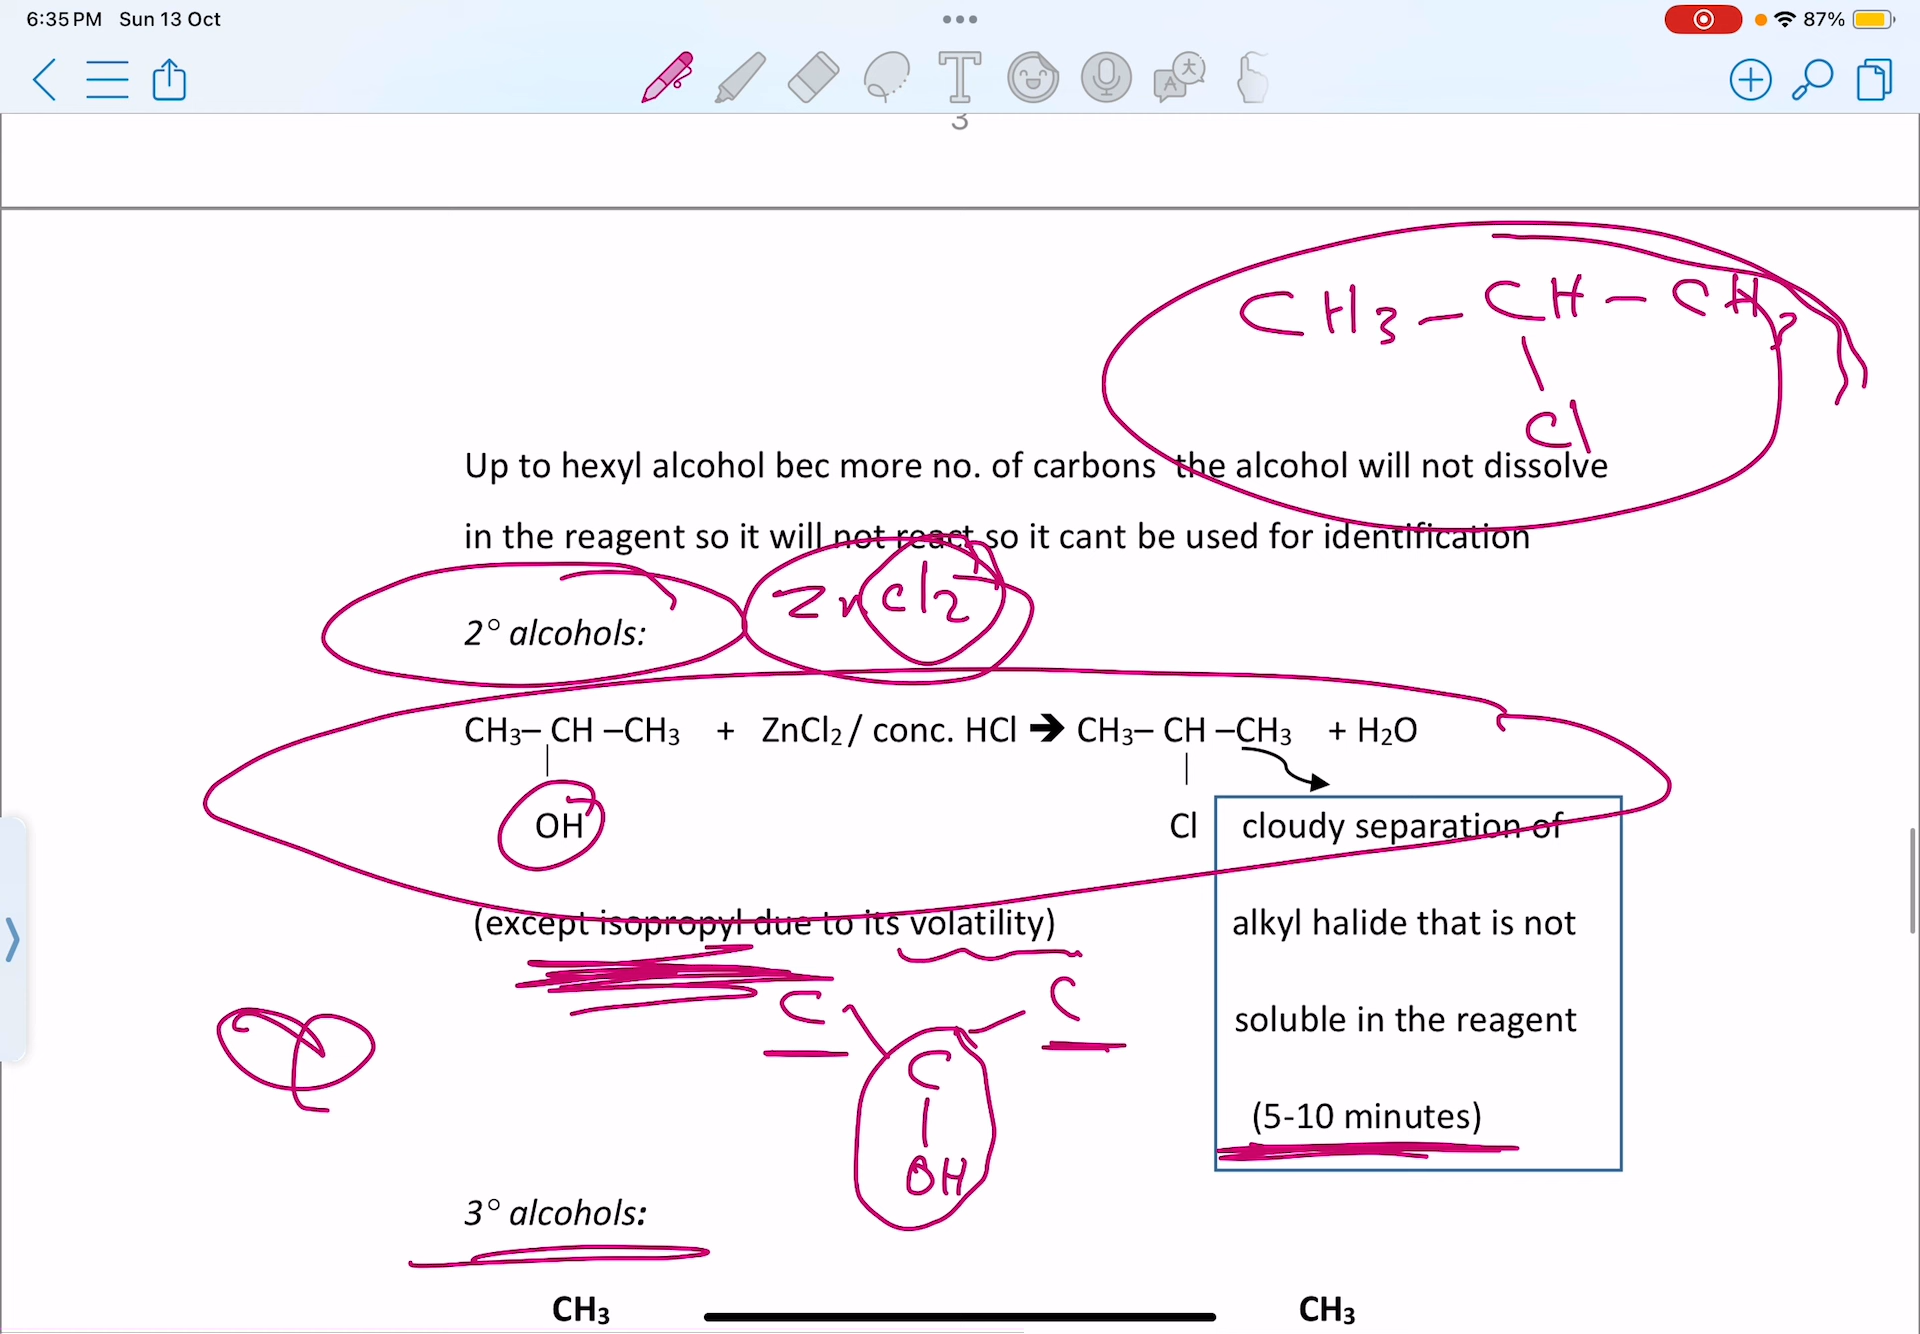 6:35 PM Sun 13 Oct
87%
3
CH3 – CH – CH3
Cl
Up to hexyl alcohol bec more no. of carbons the alcohol will not dissolve
in the reagent so it will not react so it cant be used for identification
ZnCl2
2° alcohols:
CH₃– CH –CH₃ + ZnCl₂ / conc. HCl ➔ CH₃– CH –CH₃ + H₂O
OH
Cl
cloudy separation of
(except isopropyl due to its volatility)
alkyl halide that is not
C C
soluble in the reagent
C
(5-10 minutes)
OH
3° alcohols:
CH₃ CH₃